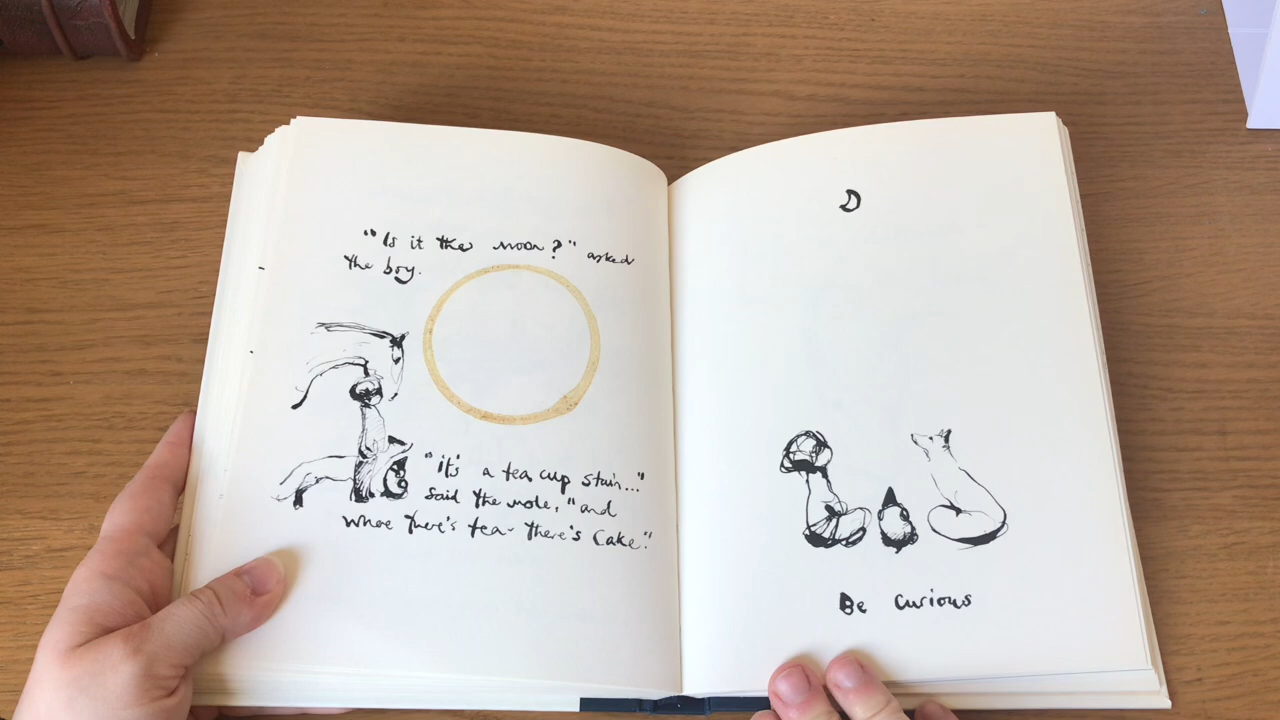 "Is it the moon?" asked
the boy.
"it's a tea cup stain..."
said the mole, "and
where there's tea - there's cake."
Be curious